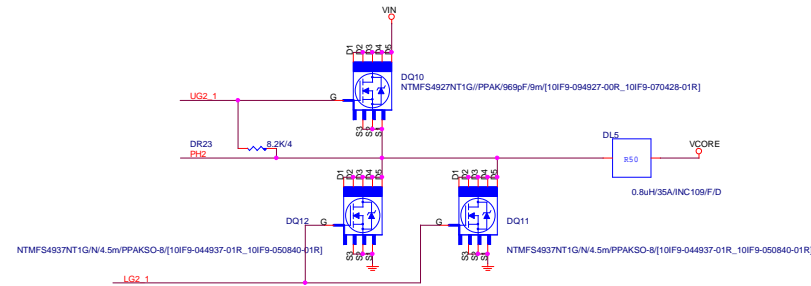 VIN
D1
D2
D3
D4
D5
DQ10
NTMFS4927NT1G//PPAK/969pF/9m/[10IF9-094927-00R_10IF9-070428-01R]
UG2_1
G
S3
S2
S1
DR23
8.2K/4
PH2
DL5
VCORE
R50
0.8uH/35A/INC109/F/D
D1
D2
D3
D4
D5
D1
D2
D3
D4
D5
DQ12
G
G
DQ11
NTMFS4937NT1G/N/4.5m/PPAKSO-8/[10IF9-044937-01R_10IF9-050840-01R]
NTMFS4937NT1G/N/4.5m/PPAKSO-8/[10IF9-044937-01R_10IF9-050840-01R]
S3
S2
S1
S3
S2
S1
LG2_1